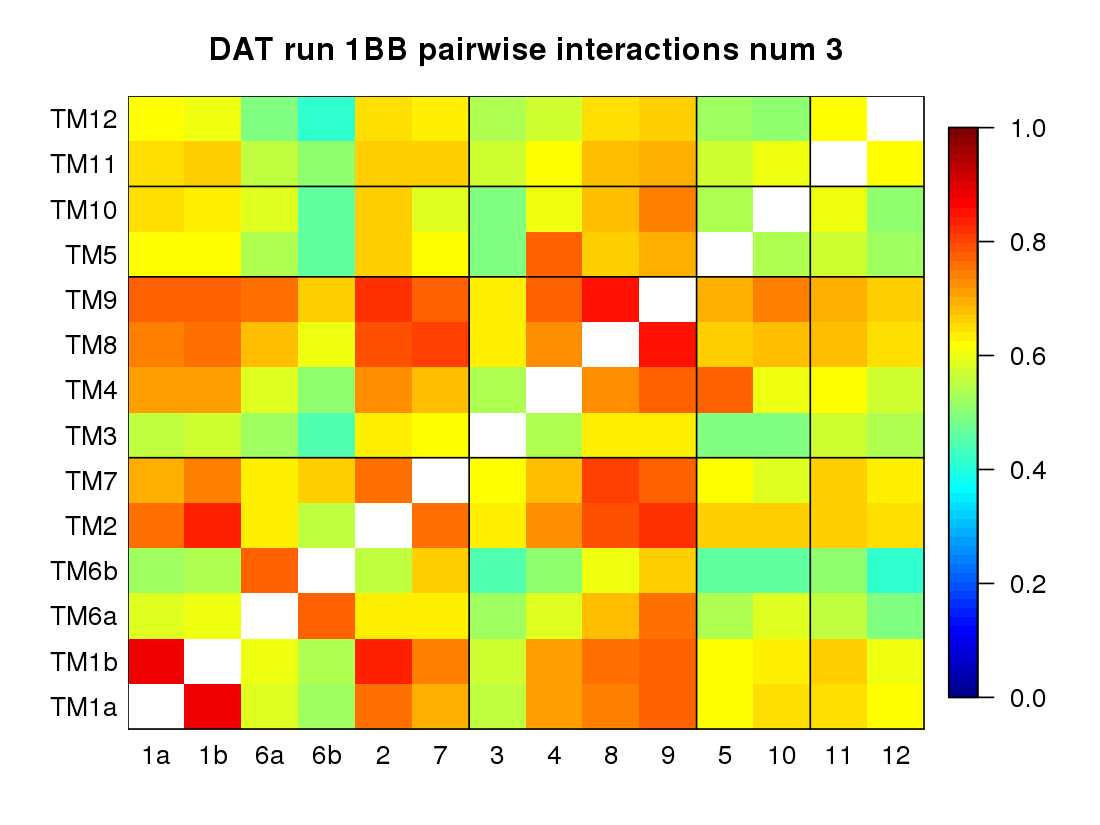 DAT run 1BB pairwise interactions num 3
TM12
TM11
TM10
TM5
TM9
TM8
TM4
TM3
TM7
TM2
TM6b
TM6a
TM1b
TM1a
1a 1b 6a 6b 2 7 3 4 8 9 5 10 11 12
1.0
0.8
0.6
0.4
0.2
0.0